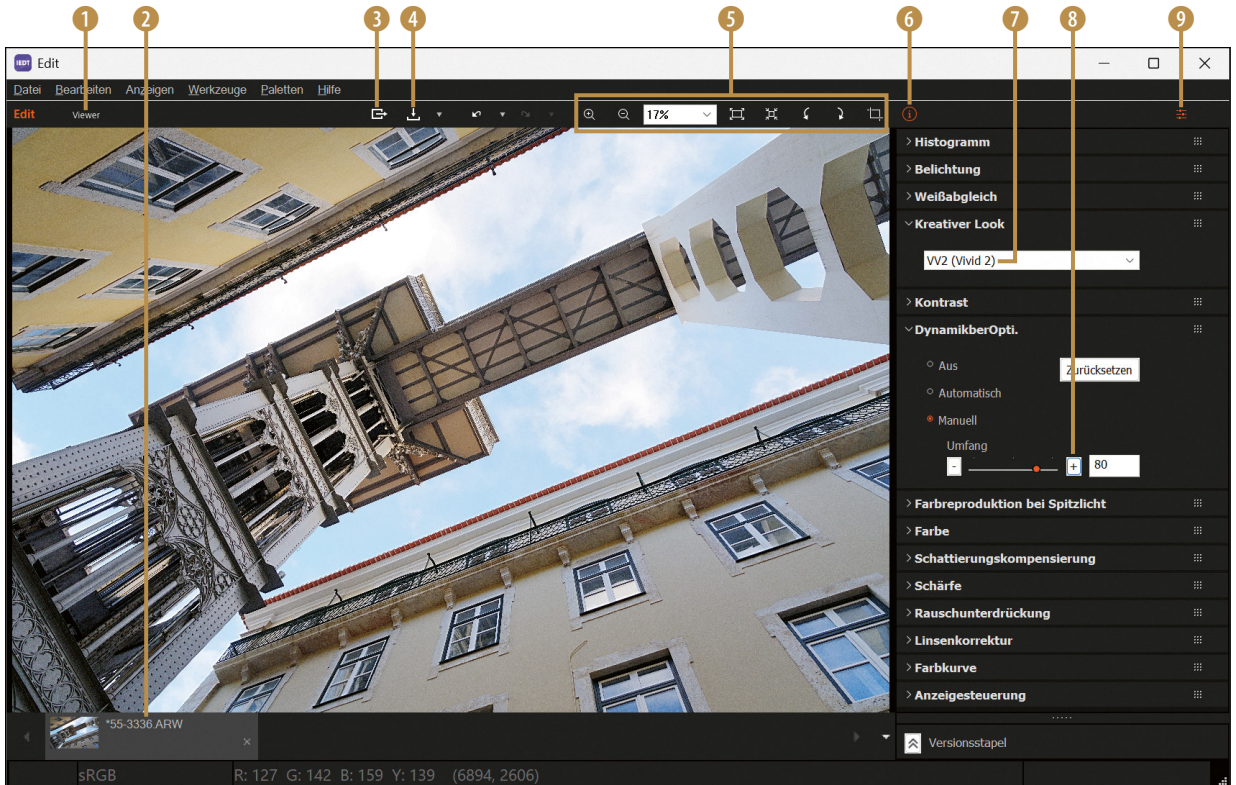 1 2 3 4 5 6 7 8 9
IEDT Edit
Datei Bearbeiten Anzeigen Werkzeuge Paletten Hilfe
Edit Viewer 17%
Histogramm
Belichtung
Weißabgleich
Kreativer Look
VV2 (Vivid 2)
Kontrast
DynamikberOpti.
Aus Zurücksetzen
Automatisch
Manuell
Umfang
- + 80
Farbreproduktion bei Spitzlicht
Farbe
Schattierungskompensierung
Schärfe
Rauschunterdrückung
Linsenkorrektur
Farbkurve
Anzeigesteuerung
*55-3336.ARW
Versionsstapel
sRGB R: 127 G: 142 B: 159 Y: 139 (6894, 2606)